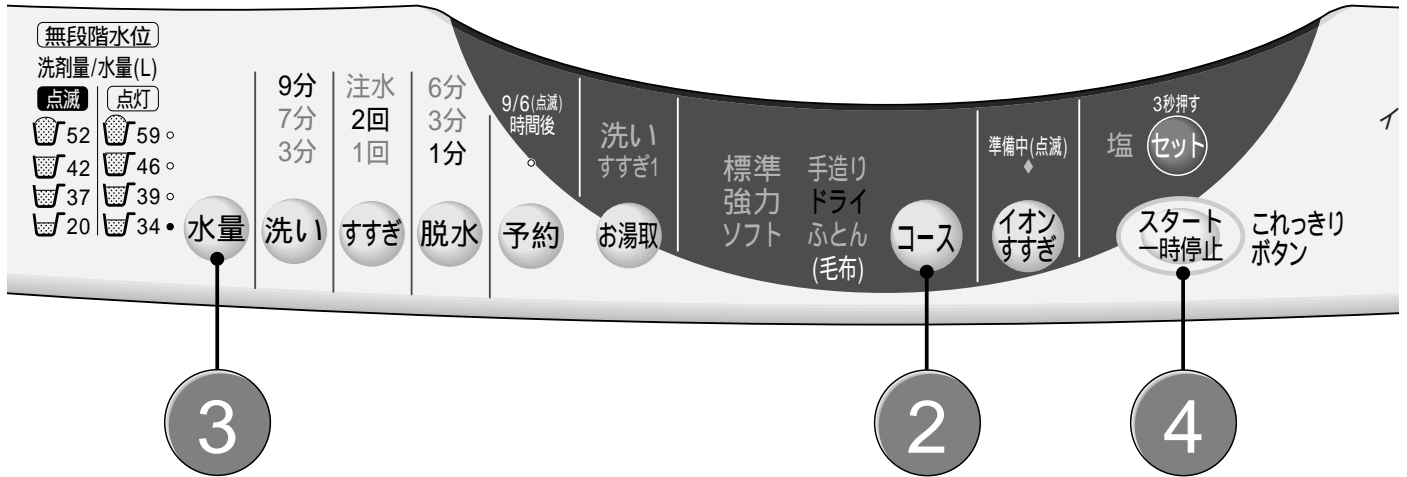 無段階水位
洗剤量/水量(L)
点滅 点灯
52 59
42 46
37 39
20 34
水量
9分
7分
3分
洗い
注水
2回
1回
すすぎ
6分
3分
1分
脱水
9/6(点滅)
時間後
予約
洗い
すすぎ1
お湯取
標準 手造り
強力 ドライ
ソフト ふとん
(毛布)
コース
準備中(点滅)
イオン
すすぎ
3秒押す
塩 セット
スタート
一時停止
これっきり
ボタン
イ
3
2
4